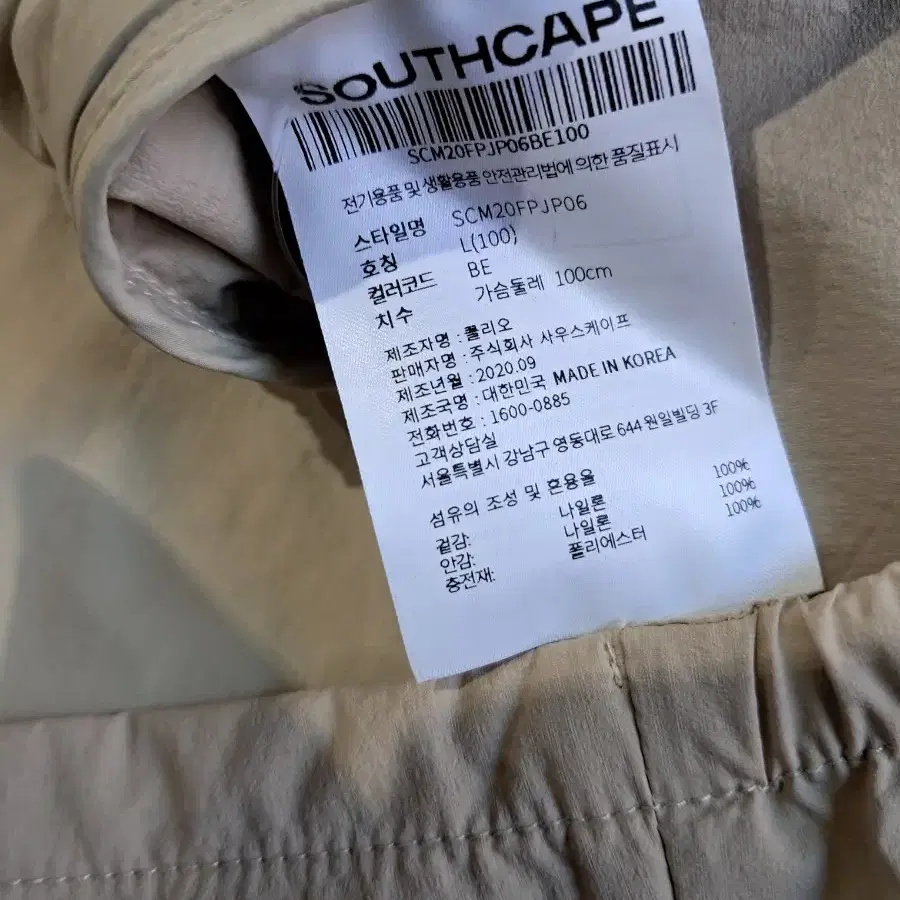 SOUTHCAPE
SCM20FPJP06BE100
전기용품 및 생활용품 안전관리법에 의한 품질표시
스타일명 SCM20FPJP06
호칭 L(100)
컬러코드 BE
치수 가슴둘레 100cm
제조자명 : 콜리오
판매자명 : 주식회사 사우스케이프
제조년월 : 2020.09
제조국명 : 대한민국 MADE IN KOREA
전화번호 : 1600-0885
고객상담실
서울특별시 강남구 영동대로 644 원일빌딩 3F
섬유의 조성 및 혼용율
겉감: 나일론 100%
안감: 나일론 100%
충전재: 폴리에스터 100%